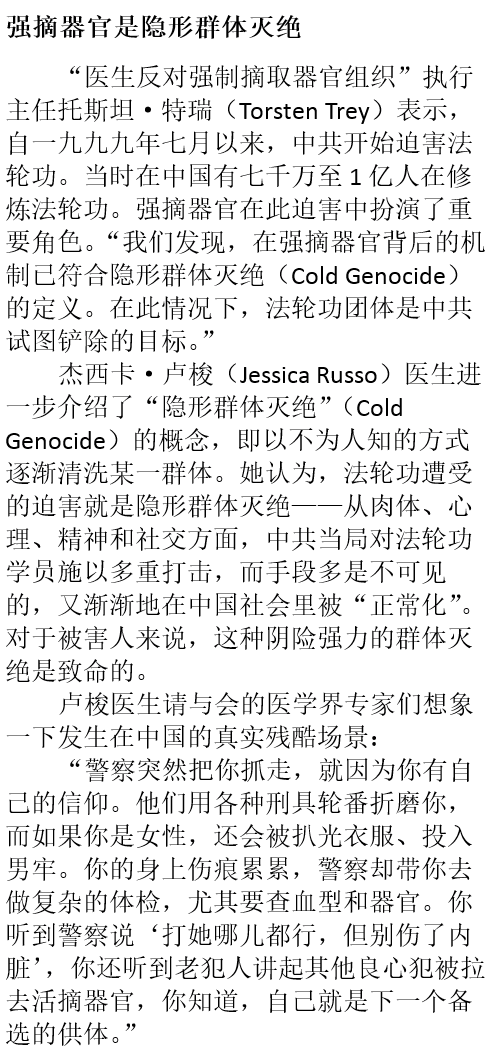 强摘器官是隐形群体灭绝
“医生反对强制摘取器官组织”执行
主任托斯坦·特瑞（Torsten Trey）表示，
自一九九九年七月以来，中共开始迫害法
轮功。当时在中国有七千万至1亿人在修
炼法轮功。强摘器官在此迫害中扮演了重
要角色。“我们发现，在强摘器官背后的机
制已符合隐形群体灭绝（Cold Genocide）
的定义。在此情况下，法轮功团体是中共
试图铲除的目标。”
杰西卡·卢梭（Jessica Russo）医生进
一步介绍了“隐形群体灭绝”（Cold
Genocide）的概念，即以不为人知的方式
逐渐清洗某一群体。她认为，法轮功遭受
的迫害就是隐形群体灭绝——从肉体、心
理、精神和社交方面，中共当局对法轮功
学员施以多重打击，而手段多是不可见
的，又渐渐地在中国社会里被“正常化”。
对于被害人来说，这种阴险强力的群体灭
绝是致命的。
卢梭医生请与会的医学界专家们想象
一下发生在中国的真实残酷场景：
“警察突然把你抓走，就因为你有自
己的信仰。他们用各种刑具轮番折磨你，
而如果你是女性，还会被扒光衣服、投入
男牢。你的身上伤痕累累，警察却带你去
做复杂的体检，尤其要查血型和器官。你
听到警察说‘打她哪儿都行，但别伤了内
脏’，你还听到老犯人讲起其他良心犯被拉
去活摘器官，你知道，自己就是下一个备
选的供体。”